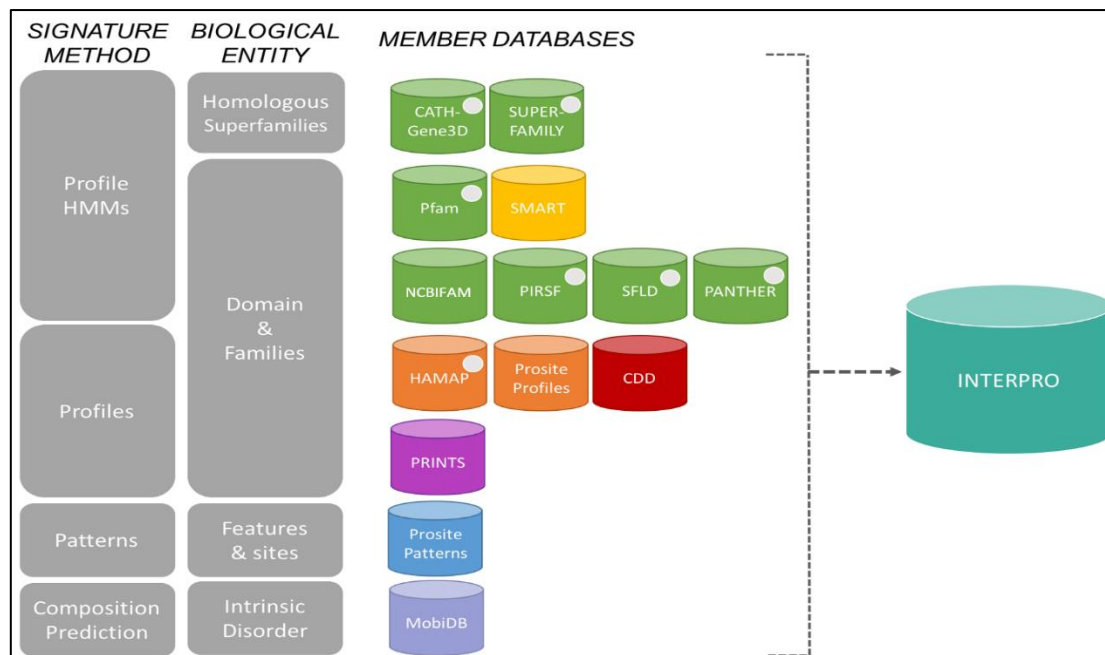 SIGNATURE
METHOD
BIOLOGICAL
ENTITY
MEMBER DATABASES
Profile
HMMs
Profiles
Patterns
Composition
Prediction
Homologous
Superfamilies
Domain
&
Families
Features
& sites
Intrinsic
Disorder
CATH-
Gene3D
SUPER-
FAMILY
Pfam
SMART
NCBIFAM
PIRSF
SFLD
PANTHER
HAMAP
Prosite
Profiles
CDD
PRINTS
Prosite
Patterns
MobiDB
INTERPRO